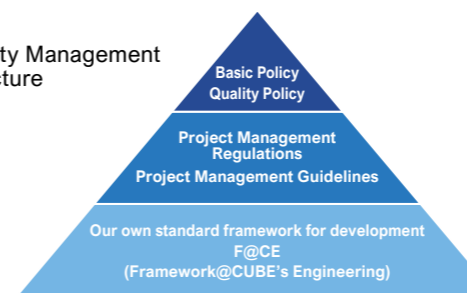 ty Management
cture
Basic Policy
Quality Policy
Project Management
Regulations
Project Management Guidelines
Our own standard framework for development
F@CE
(Framework@CUBE's Engineering)